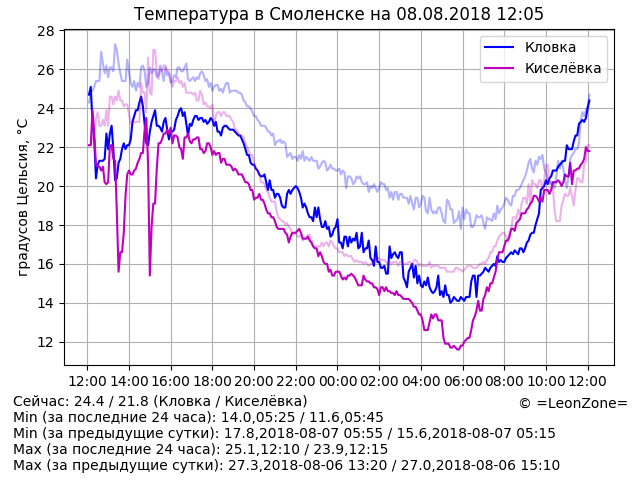 Температура в Смоленске на 08.08.2018 12:05
28
26
24
22
20
18
16
14
12
градусов Цельсия, °C
Кловка
Киселёвка
12:00 14:00 16:00 18:00 20:00 22:00 00:00 02:00 04:00 06:00 08:00 10:00 12:00
Сейчас: 24.4 / 21.8 (Кловка / Киселёвка)
© =LeonZone=
Min (за последние 24 часа): 14.0,05:25 / 11.6,05:45
Min (за предыдущие сутки): 17.8,2018-08-07 05:55 / 15.6,2018-08-07 05:15
Max (за последние 24 часа): 25.1,12:10 / 23.9,12:15
Max (за предыдущие сутки): 27.3,2018-08-06 13:20 / 27.0,2018-08-06 15:10